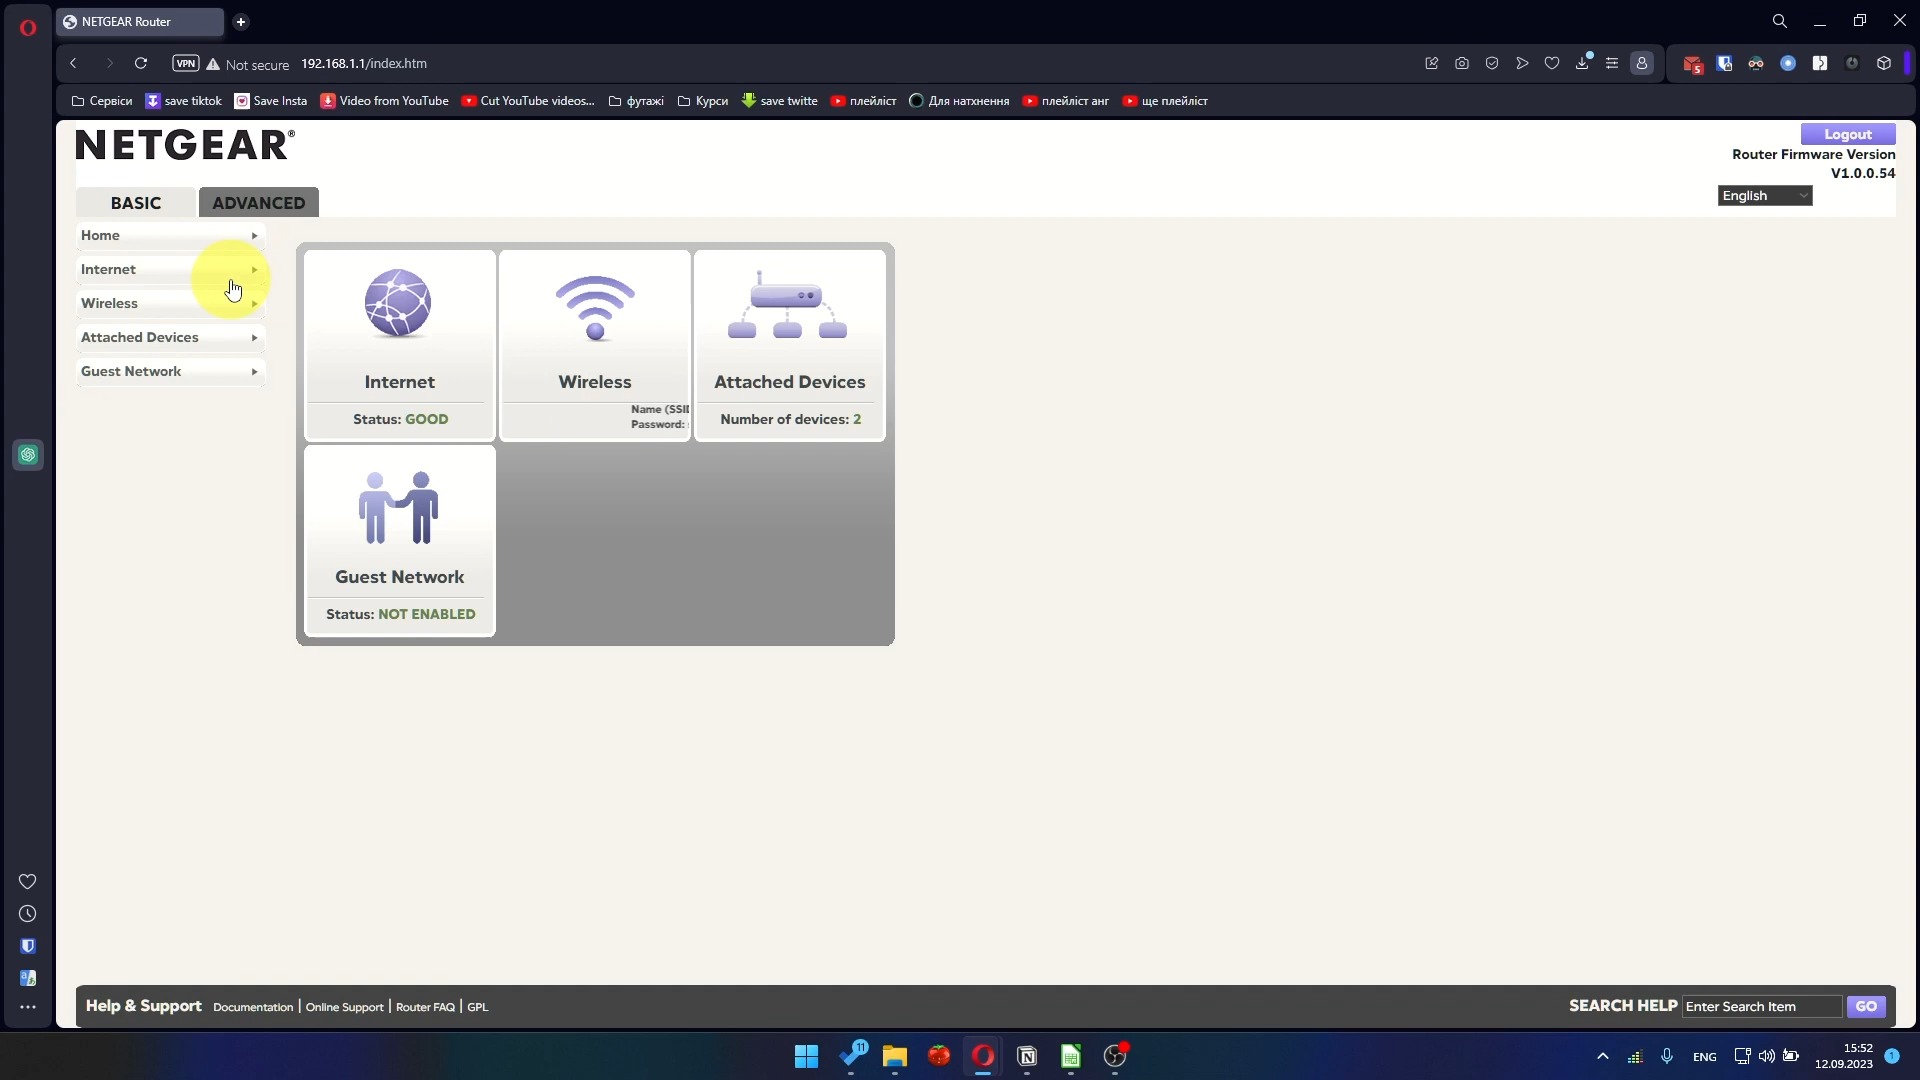 NETGEAR Router
VPN Not secure 192.168.1.1/index.htm
5
Сервіси save tiktok Save Insta Video from YouTube Cut YouTube videos... футажі Курси save twitte плейліст Для натхнення плейліст анг ще плейліст
NETGEAR®
Logout
Router Firmware Version
V1.0.0.54
English
BASIC ADVANCED
Home
Internet
Wireless
Attached Devices
Guest Network
Internet
Status: GOOD
Wireless
Name (SSI
Password:
Attached Devices
Number of devices: 2
Guest Network
Status: NOT ENABLED
Help & Support Documentation | Online Support | Router FAQ | GPL
SEARCH HELP Enter Search Item GO
11
ENG
15:52
12.09.2023
1